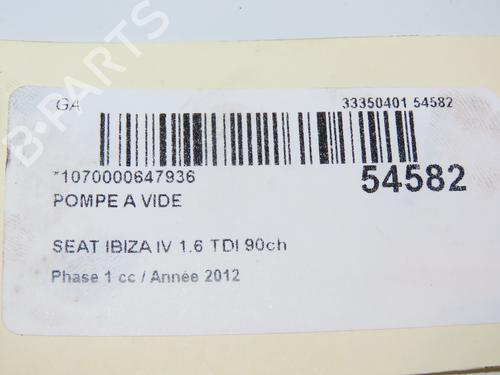 GA 33350401 54582
*1070000647936 54582
POMPE A VIDE
SEAT IBIZA IV 1.6 TDI 90ch
Phase 1 cc / Année 2012
B-PARTS